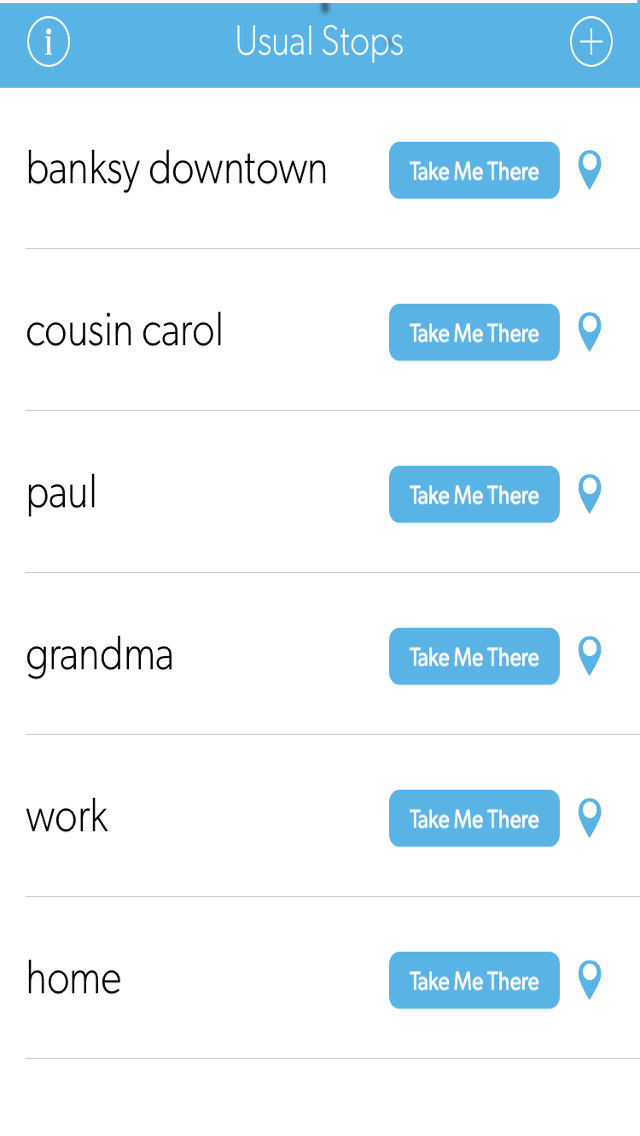 i
Usual Stops
banksy downtown
Take Me There
cousin carol
Take Me There
paul
Take Me There
grandma
Take Me There
work
Take Me There
home
Take Me There